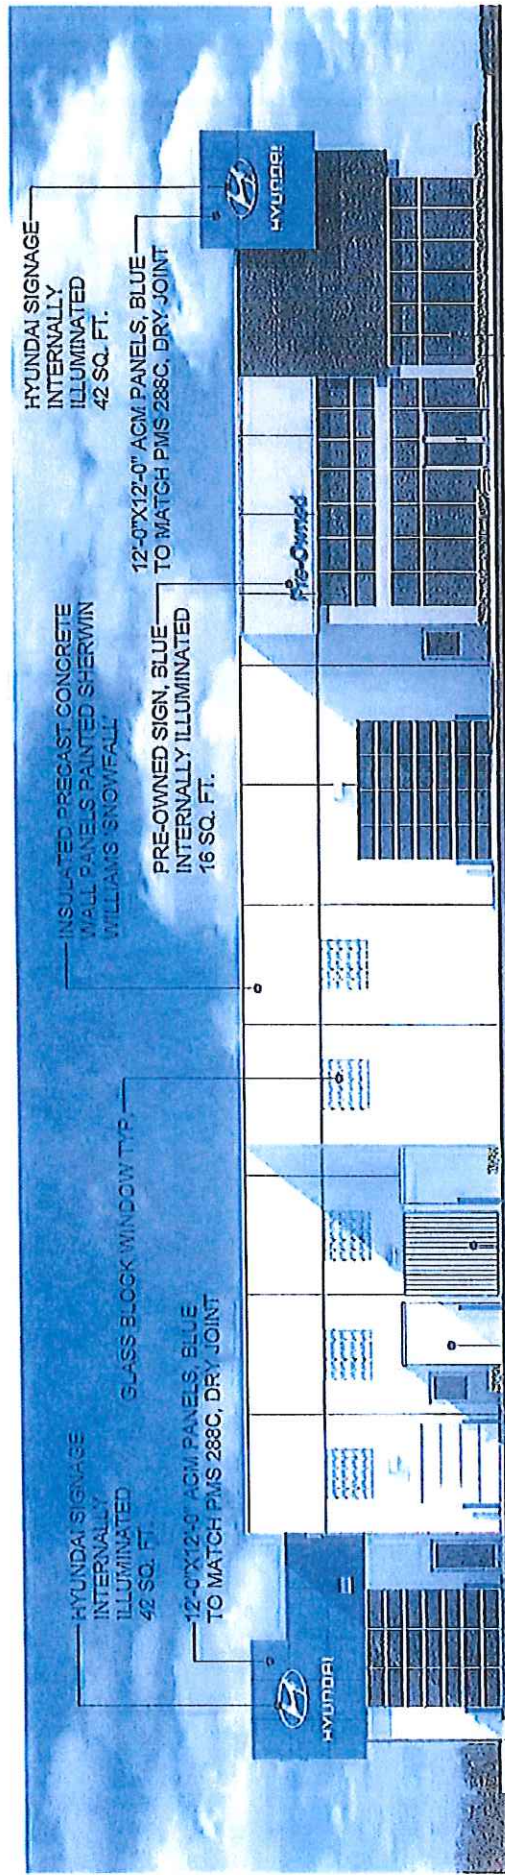 HYUNDAI SIGNAGE
INTERNALLY
ILLUMINATED
42 SQ. FT.
12'-0"X12'-0" ACM PANELS, BLUE
TO MATCH PMS 288C, DRY JOINT
GLASS BLOCK WINDOW TYP.
INSULATED PRECAST CONCRETE
WALL PANELS PAINTED SHERWIN
WILLIAMS 'SNOWFALL'
PRE-OWNED SIGN, BLUE
INTERNALLY ILLUMINATED
16 SQ. FT.
HYUNDAI SIGNAGE
INTERNALLY
ILLUMINATED
42 SQ. FT.
12'-0"X12'-0" ACM PANELS, BLUE
TO MATCH PMS 288C, DRY JOINT
HYUNDAI
Pre-Owned
HYUNDAI